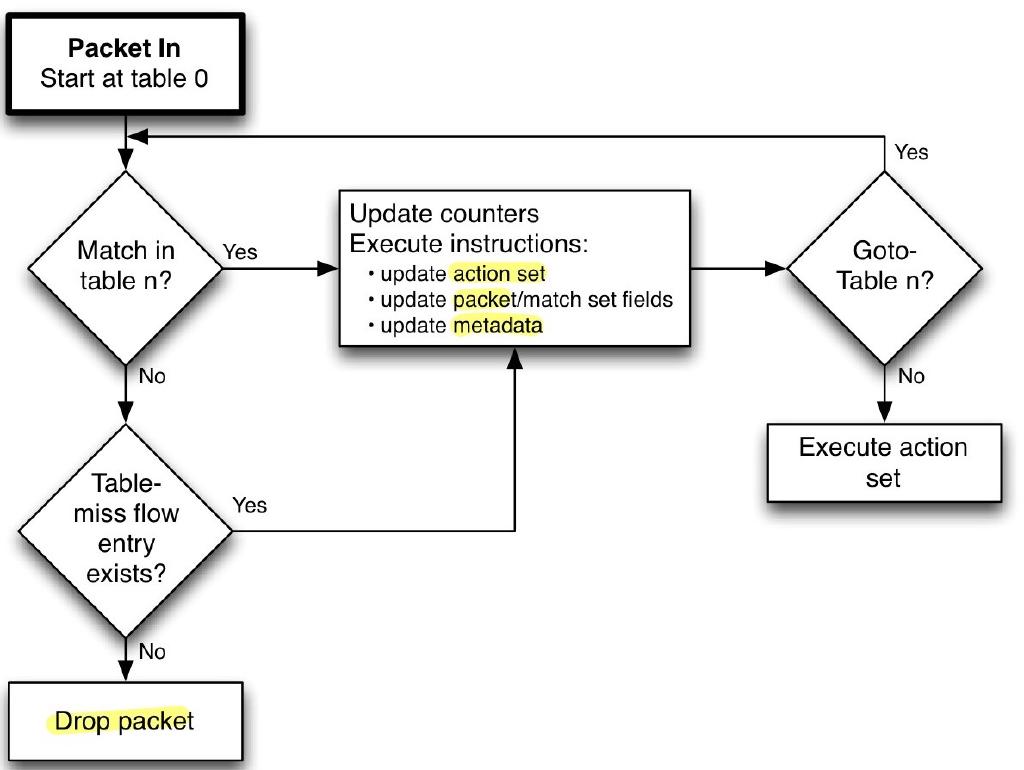 Packet In
Start at table 0
Yes
Match in
table n?
Yes
Update counters
Execute instructions:
• update action set
• update packet/match set fields
• update metadata
Goto-
Table n?
No
No
Execute action
set
Table-
miss flow
entry
exists?
Yes
No
Drop packet